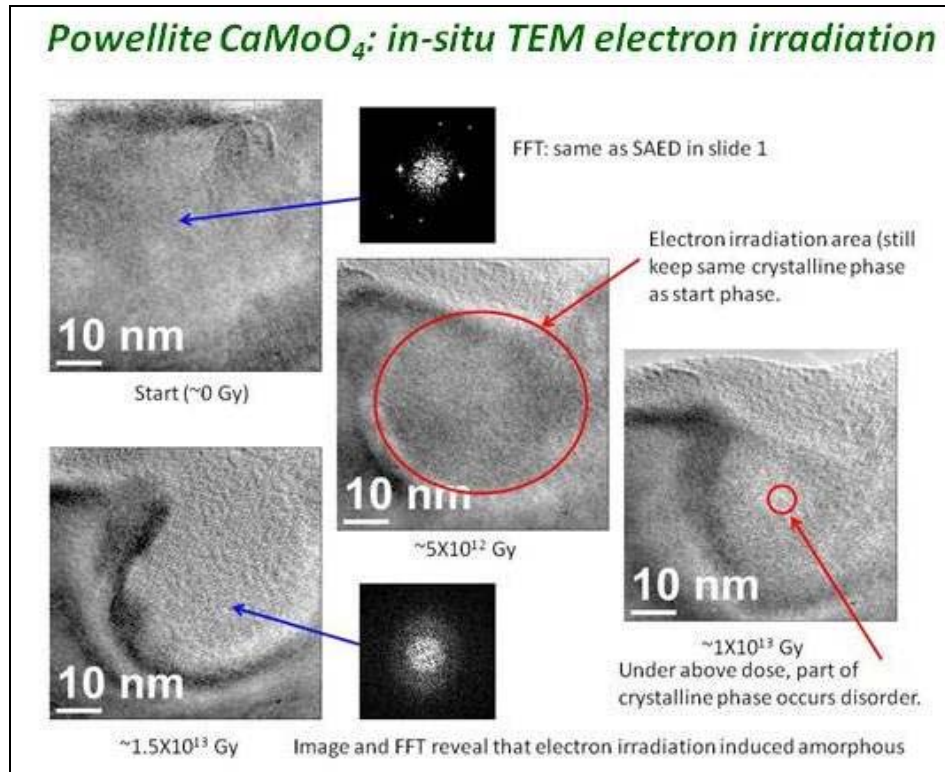 Powellite CaMoO₄: in-situ TEM electron irradiation
FFT: same as SAED in slide 1
10 nm
Start (~0 Gy)
Electron irradiation area (still
keep same crystalline phase
as start phase.
10 nm
~5X10¹² Gy
10 nm
~1X10¹³ Gy
Under above dose, part of
crystalline phase occurs disorder.
10 nm
~1.5X10¹³ Gy
Image and FFT reveal that electron irradiation induced amorphous